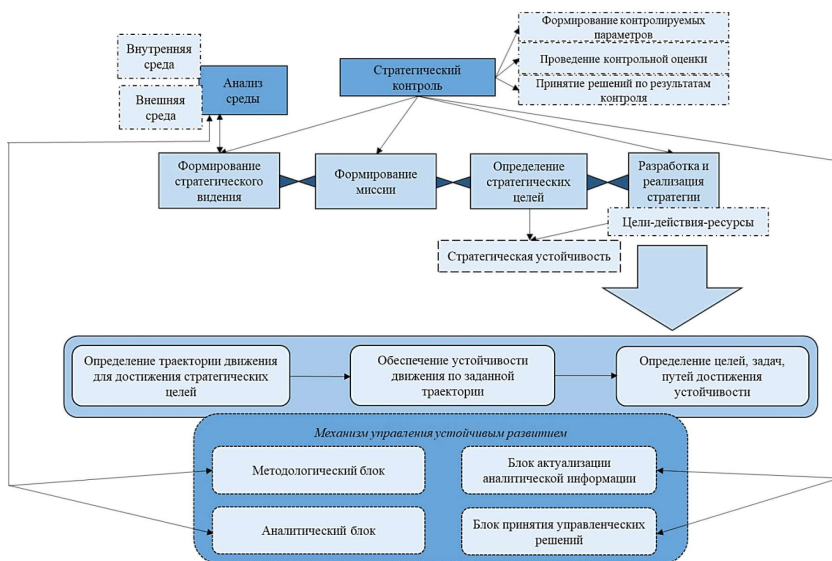 Формирование контролируемых
параметров
Проведение контрольной оценки
Принятие решений по результатам
контроля
Стратегический
контроль
Внутренняя
среда
Внешняя
среда
Анализ
среды
Формирование
стратегического
видения
Формирование
миссии
Определение
стратегических
целей
Разработка и
реализация
стратегии
Цели-действия-ресурсы
Стратегическая устойчивость
Определение траектории движения
для достижения стратегических
целей
Обеспечение устойчивости
движения по заданной
траектории
Определение целей, задач,
путей достижения
устойчивости
Механизм управления устойчивым развитием
Методологический блок
Блок актуализации
аналитической информации
Аналитический блок
Блок принятия управленческих
решений